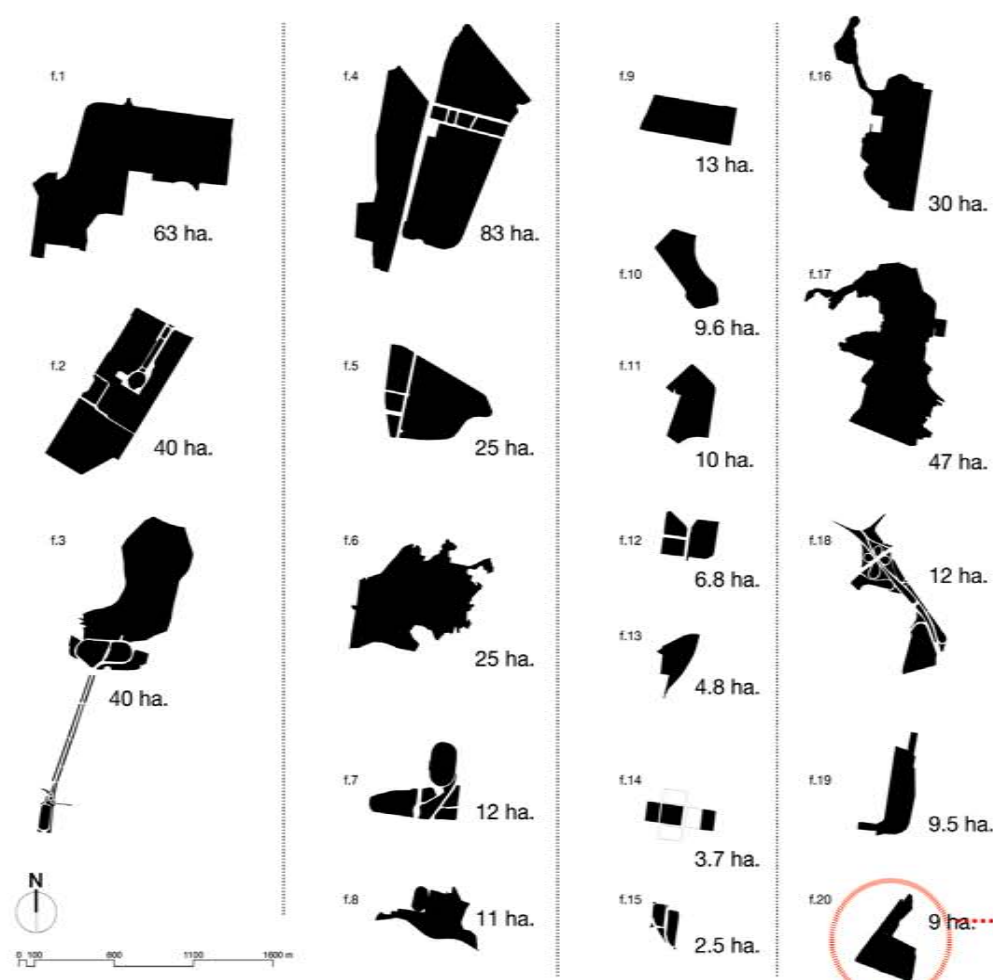 f.1
63 ha.
f.2
40 ha.
f.3
40 ha.
N
0 100 600 1100 1600 m
f.4
83 ha.
f.5
25 ha.
f.6
25 ha.
f.7
12 ha.
f.8
11 ha.
f.9
13 ha.
f.10
9.6 ha.
f.11
10 ha.
f.12
6.8 ha.
f.13
4.8 ha.
f.14
3.7 ha.
f.15
2.5 ha.
f.16
30 ha.
f.17
47 ha.
f.18
12 ha.
f.19
9.5 ha.
f.20
9 ha.